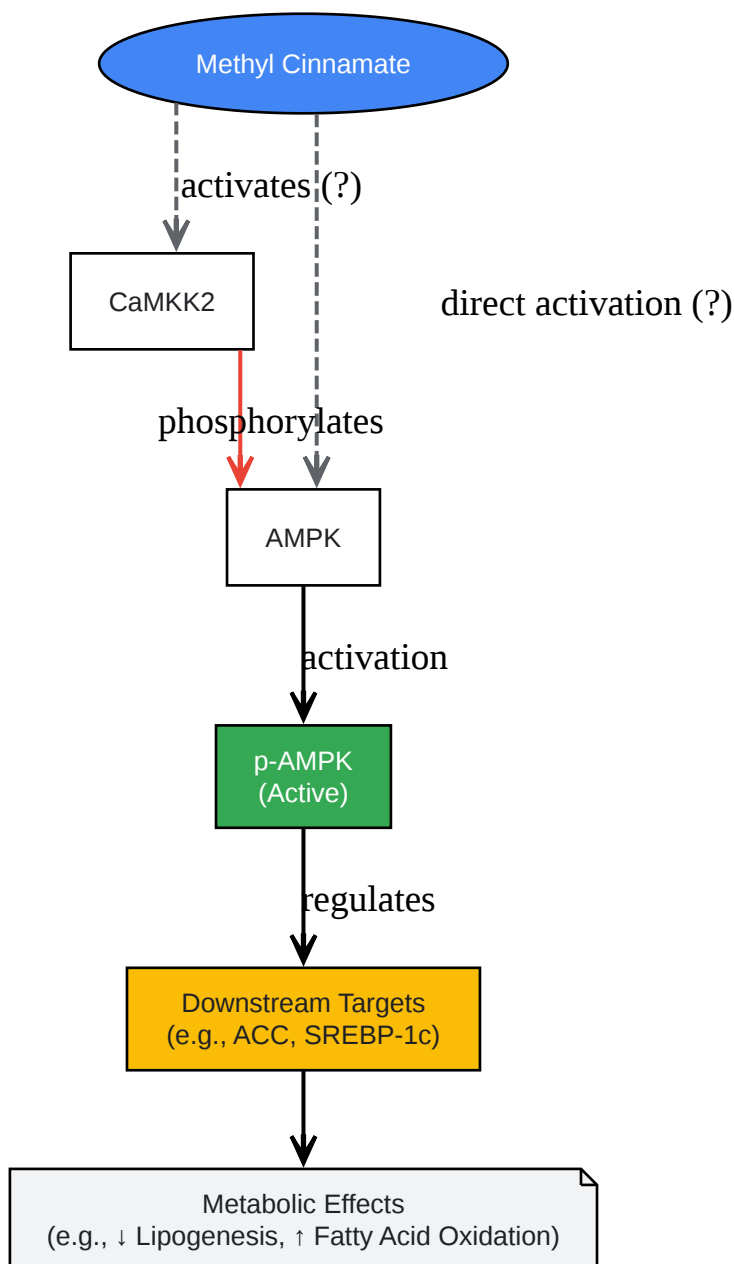 Methyl Cinnamate
activates (?)
CaMKK2
direct activation (?)
phosphorylates
AMPK
activation
p-AMPK
(Active)
regulates
Downstream Targets
(e.g., ACC, SREBP-1c)
Metabolic Effects
(e.g., ↓ Lipogenesis, ↑ Fatty Acid Oxidation)